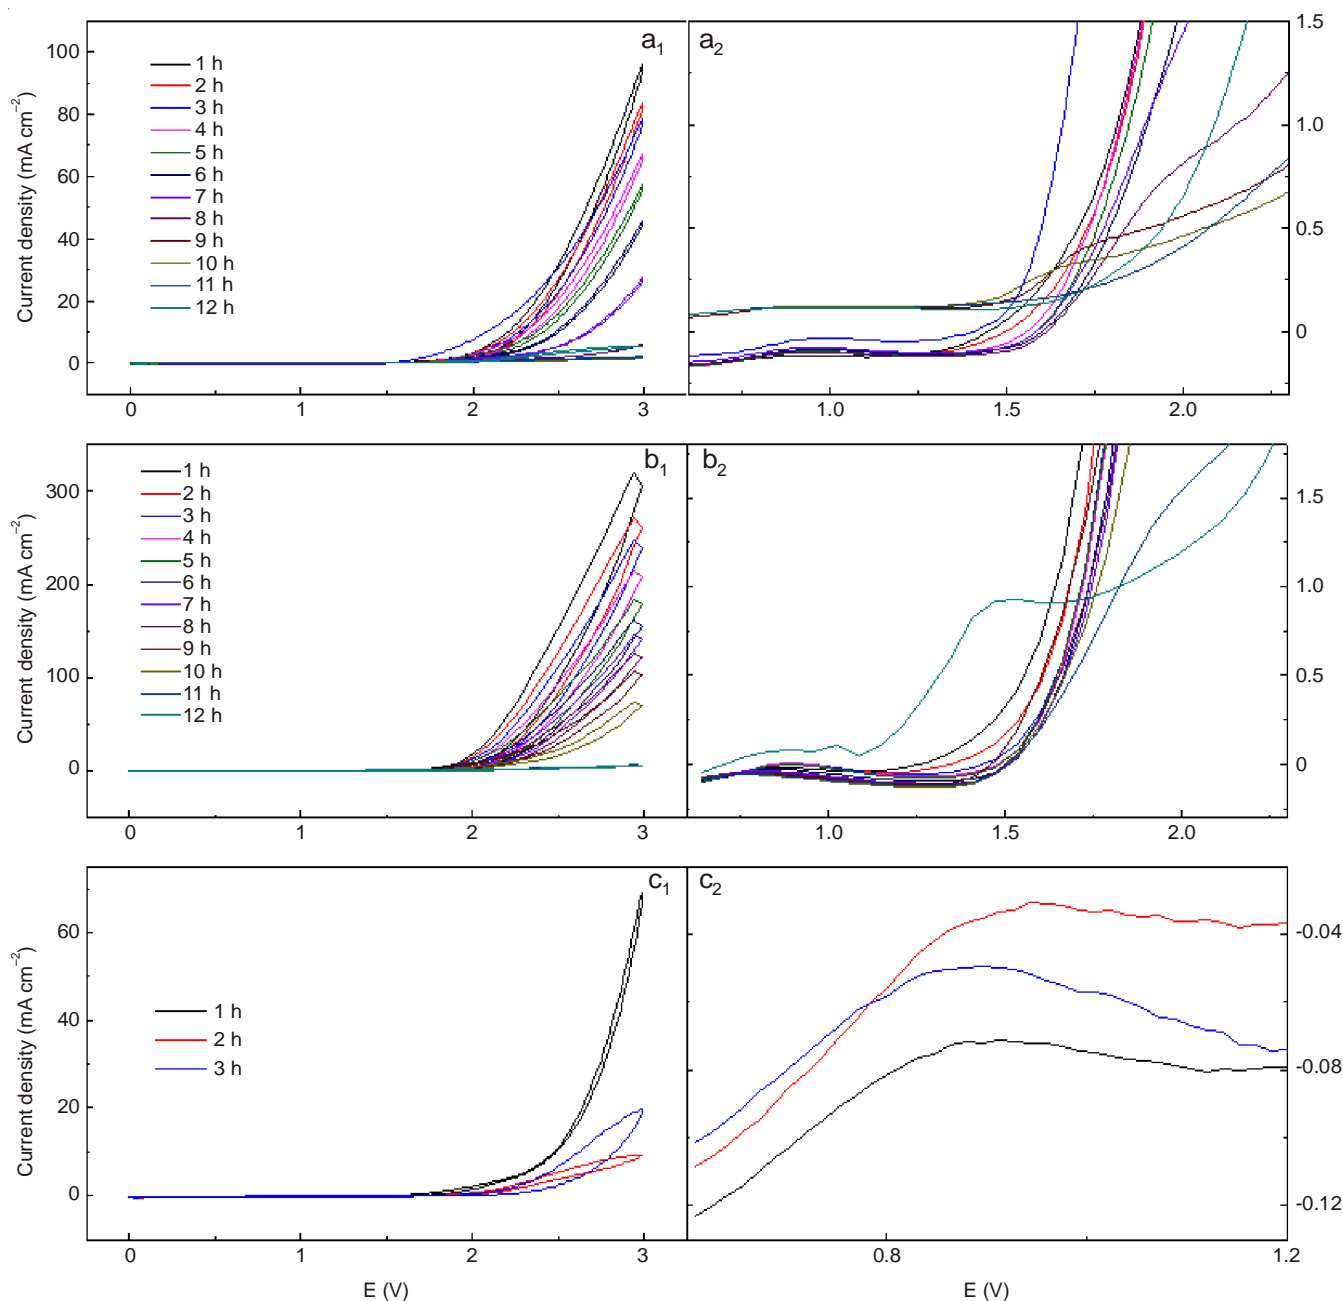 a1
a2
Current density (mA cm−2)
100
80
60
40
20
0
1 h
2 h
3 h
4 h
5 h
6 h
7 h
8 h
9 h
10 h
11 h
12 h
0
1
2
3
1.0
1.5
2.0
1.5
1.0
0.5
0
b1
b2
Current density (mA cm−2)
300
200
100
0
1 h
2 h
3 h
4 h
5 h
6 h
7 h
8 h
9 h
10 h
11 h
12 h
0
1
2
3
1.0
1.5
2.0
1.5
1.0
0.5
0
c1
c2
Current density (mA cm−2)
60
40
20
0
1 h
2 h
3 h
0
1
2
3
0.8
1.2
-0.04
-0.08
-0.12
E (V)
E (V)